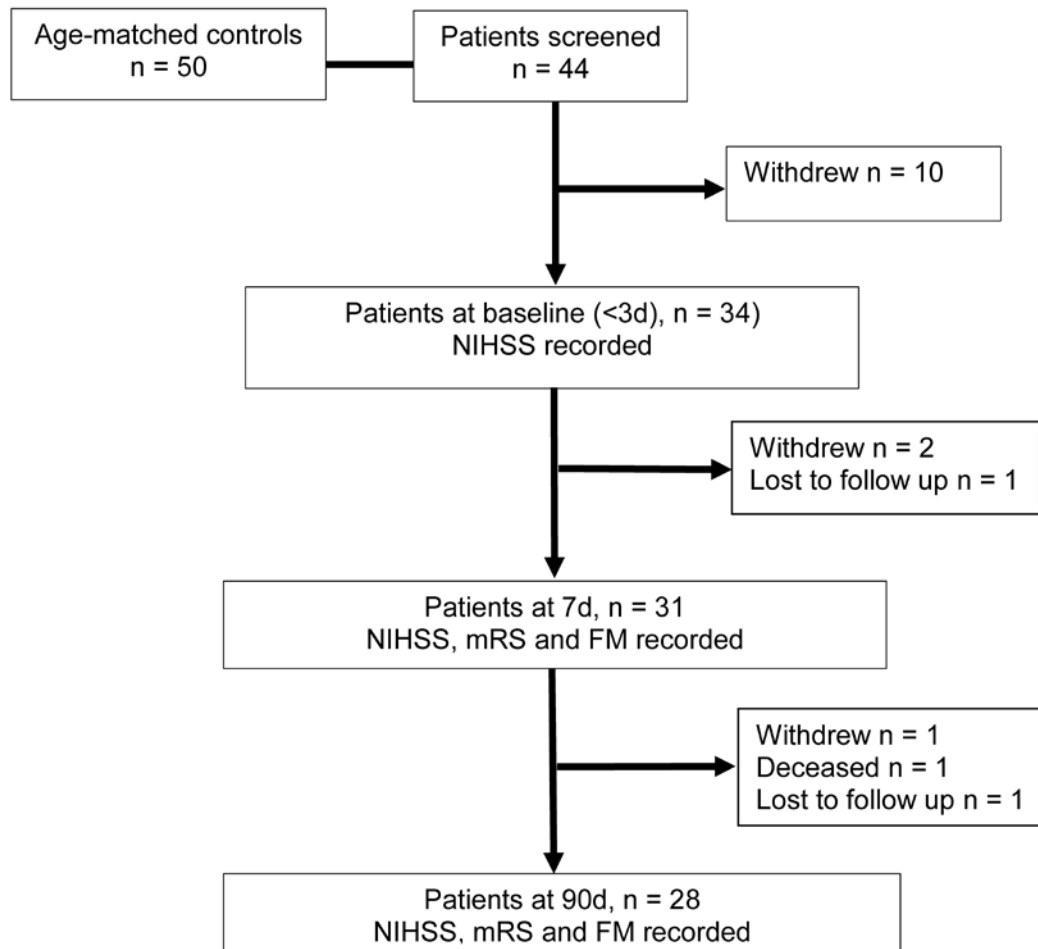 Age-matched controls
n = 50
Patients screened
n = 44
Withdrew n = 10
Patients at baseline (<3d), n = 34)
NIHSS recorded
Withdrew n = 2
Lost to follow up n = 1
Patients at 7d, n = 31
NIHSS, mRS and FM recorded
Withdrew n = 1
Deceased n = 1
Lost to follow up n = 1
Patients at 90d, n = 28
NIHSS, mRS and FM recorded